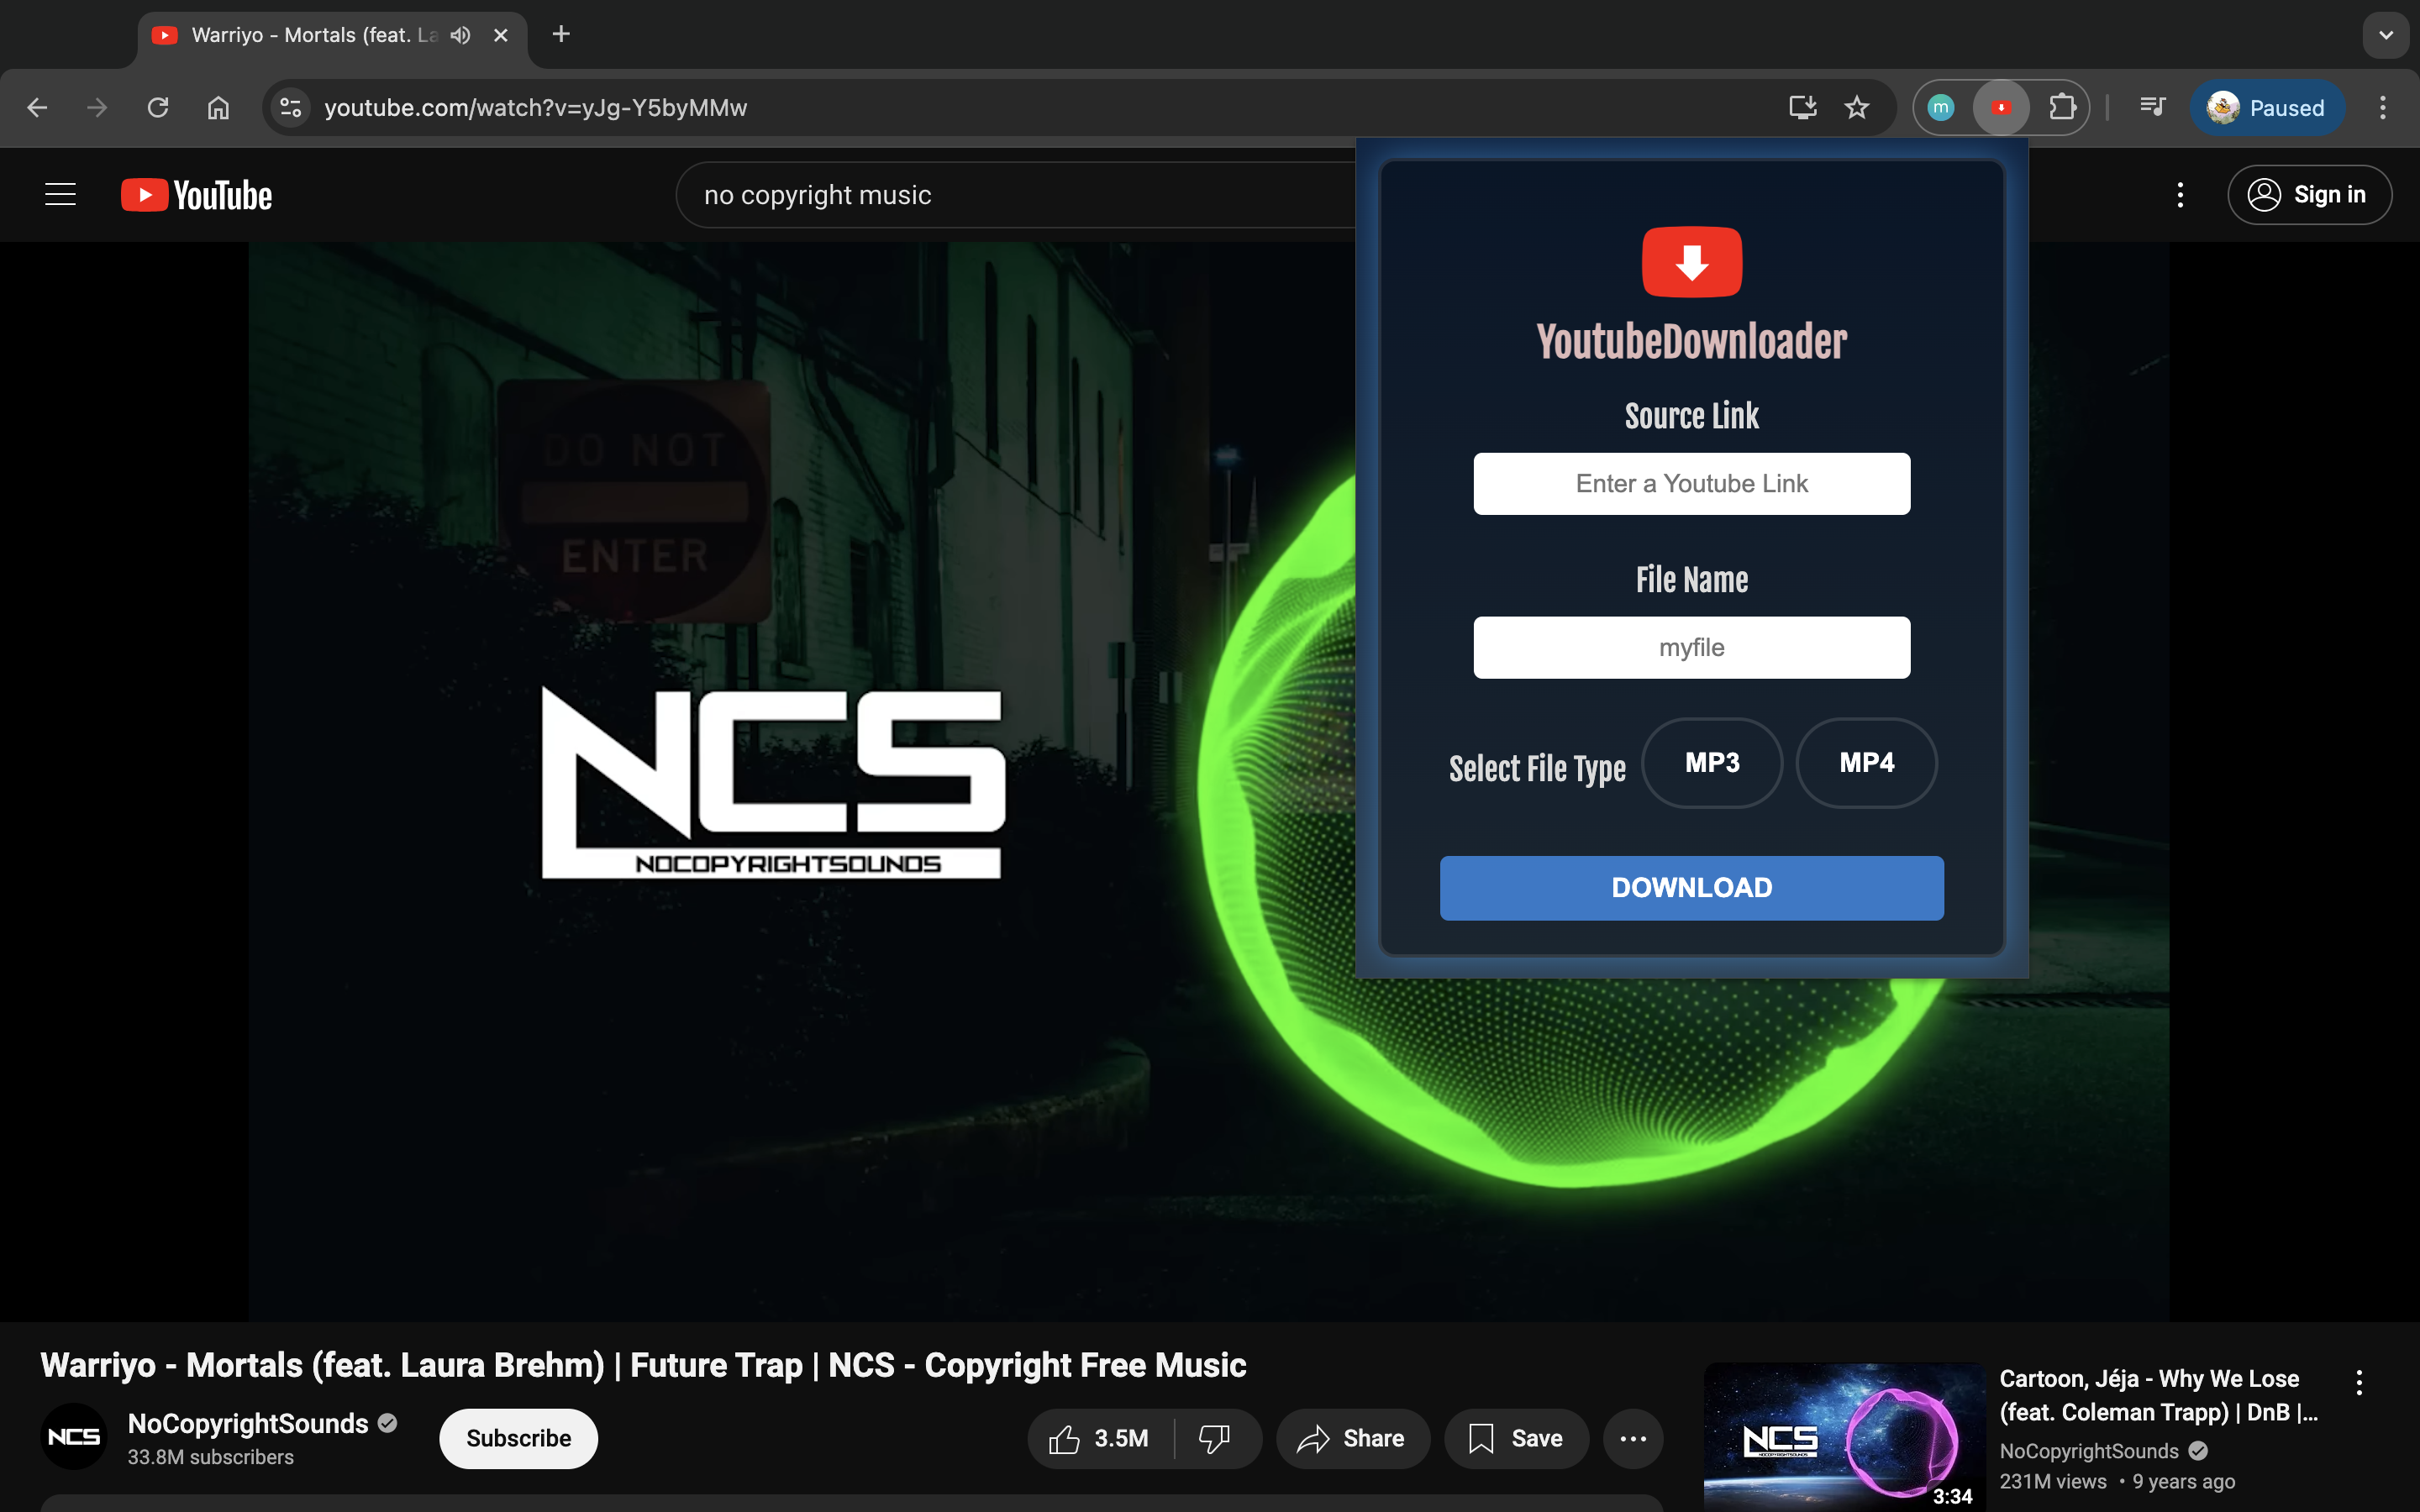 Warriyo - Mortals (feat. La
youtube.com/watch?v=yJg-Y5byMMw
m
Paused
YouTube
no copyright music
Sign in
DO NOT
ENTER
NCS
NOCOPYRIGHTSOUNDS
YoutubeDownloader
Source Link
Enter a Youtube Link
File Name
myfile
Select File Type
MP3
MP4
DOWNLOAD
Warriyo - Mortals (feat. Laura Brehm) | Future Trap | NCS - Copyright Free Music
NCS
NoCopyrightSounds
33.8M subscribers
Subscribe
3.5M
Share
Save
NCS
3:34
Cartoon, Jéja - Why We Lose
(feat. Coleman Trapp) | DnB |...
NoCopyrightSounds
231M views • 9 years ago